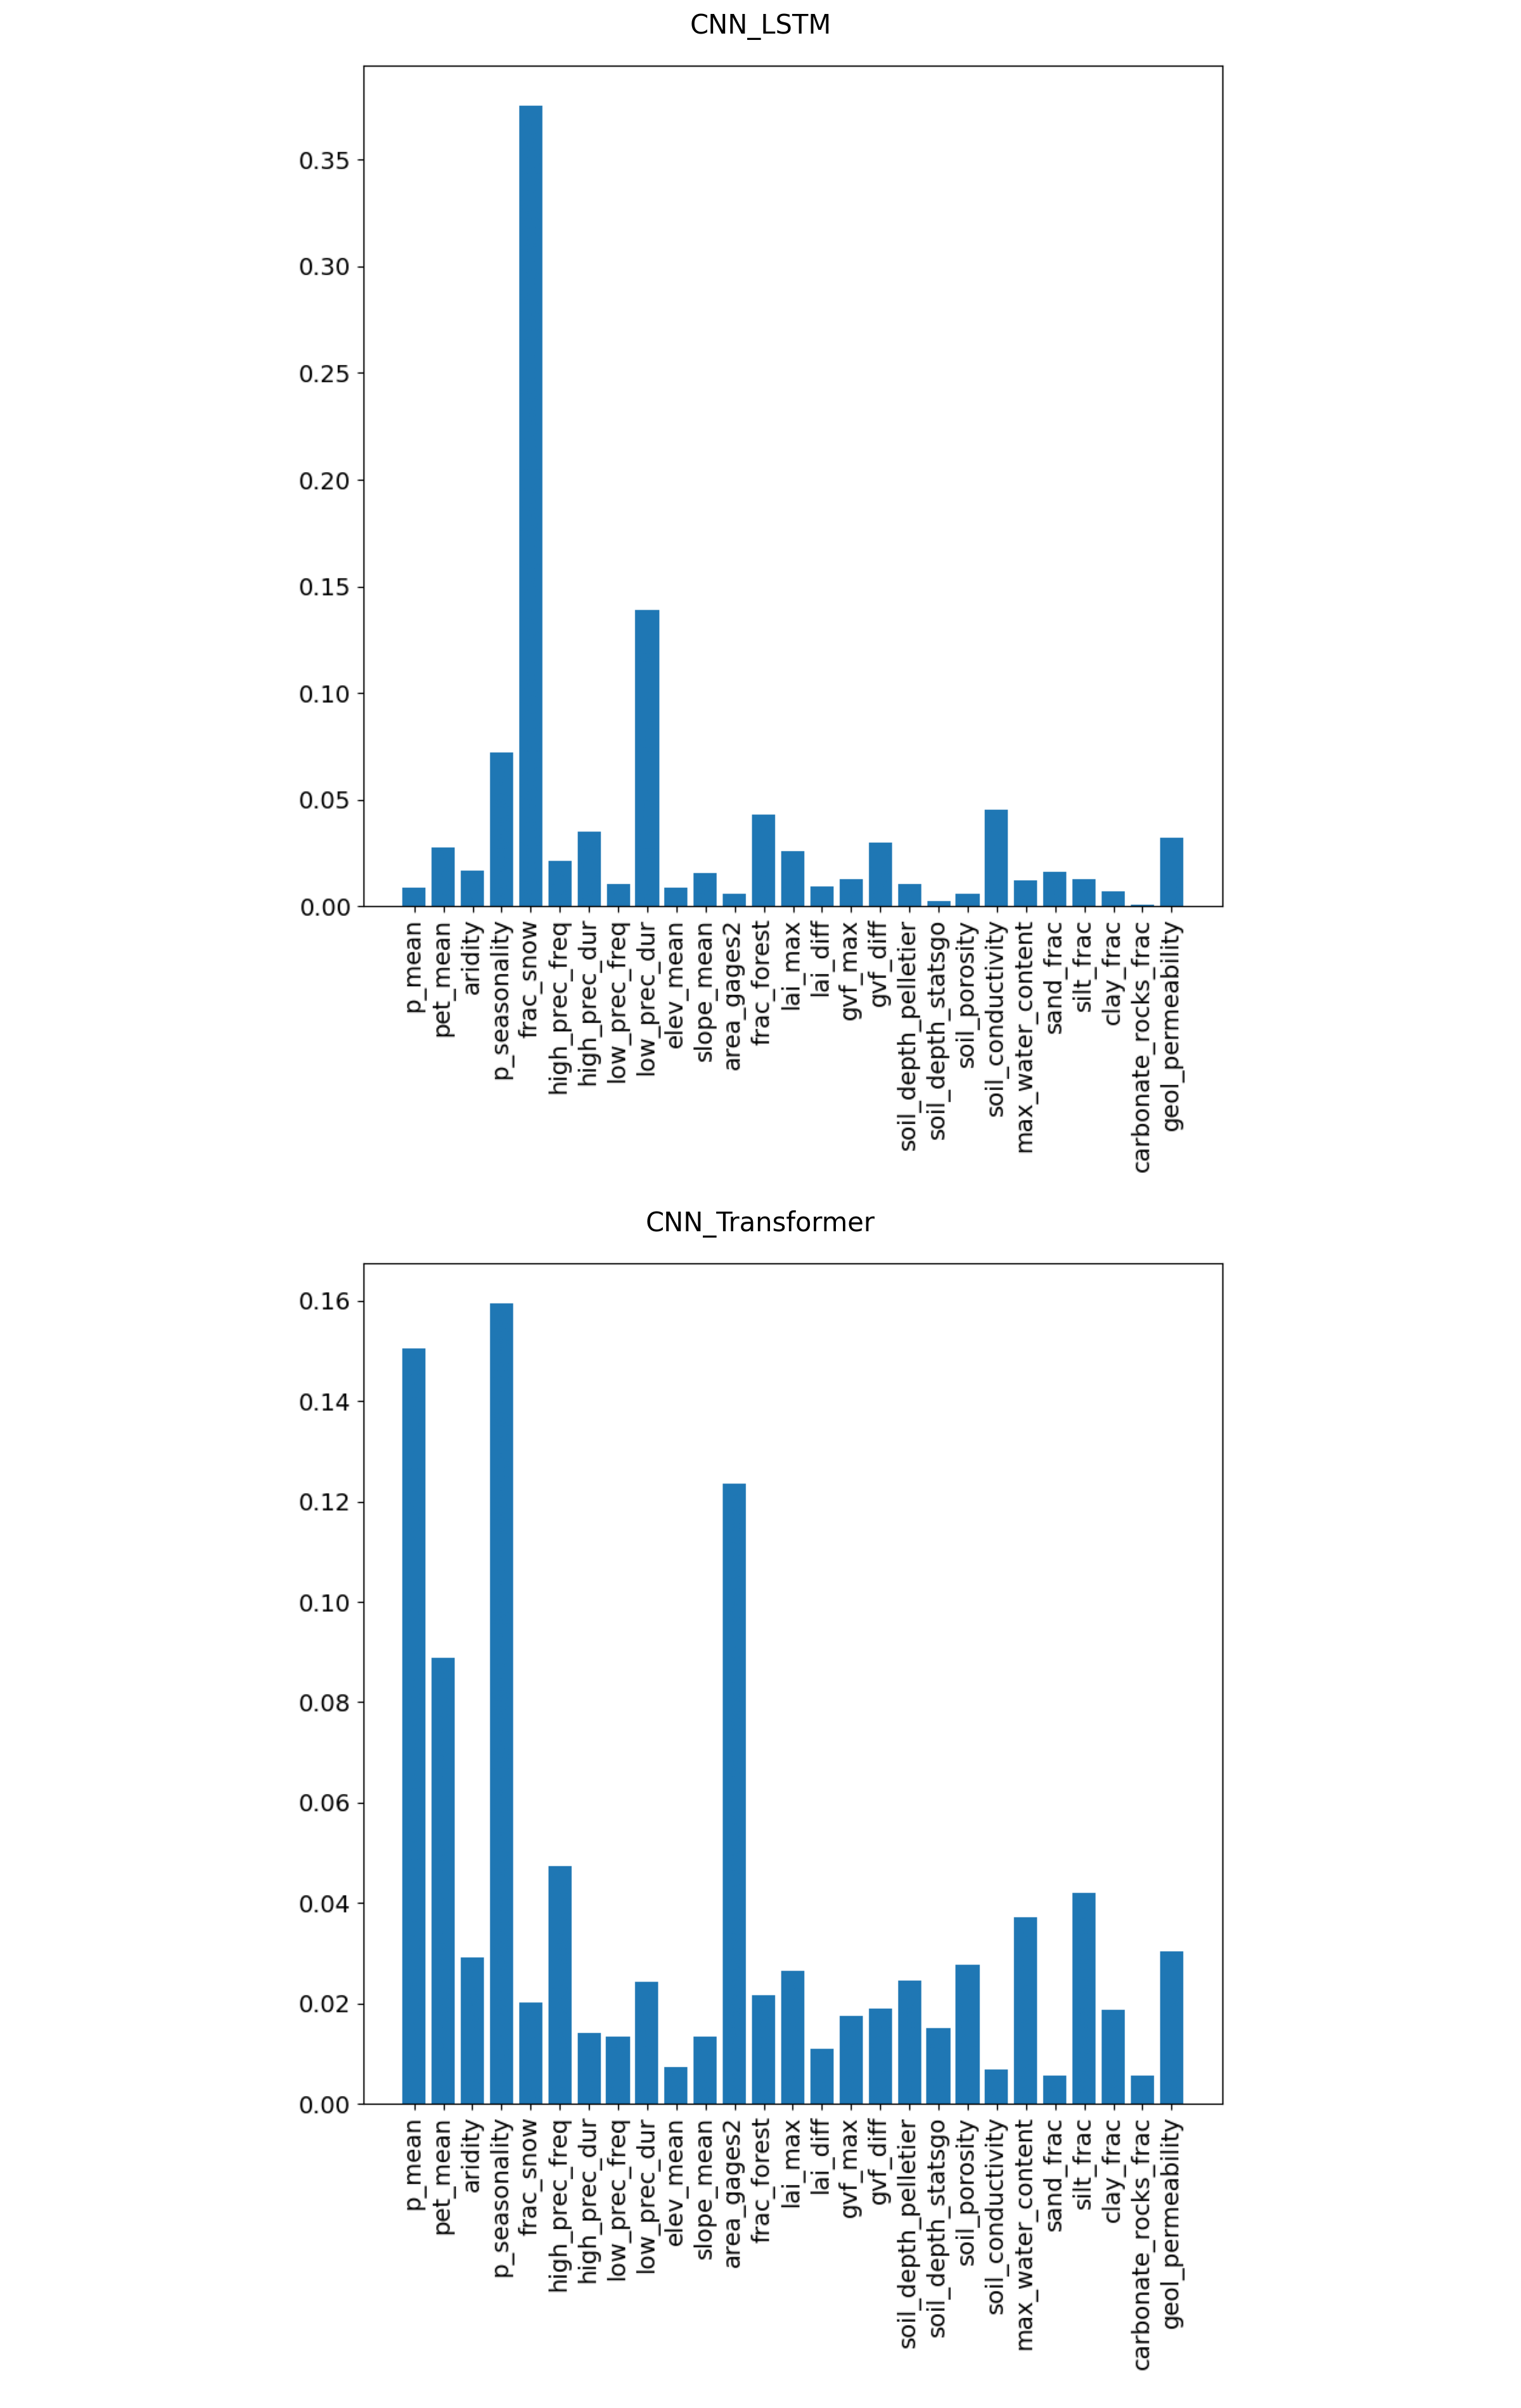 CNN_LSTM
0.35
0.30
0.25
0.20
0.15
0.10
0.05
0.00
p_mean
pet_mean
aridity
p_seasonality
frac_snow
high_prec_freq
high_prec_dur
low_prec_freq
low_prec_dur
elev_mean
slope_mean
area_gages2
frac_forest
lai_max
lai_diff
gvf_max
gvf_diff
soil_depth_pelletier
soil_depth_statsgo
soil_porosity
soil_conductivity
max_water_content
sand_frac
silt_frac
clay_frac
carbonate_rocks_frac
geol_permeability
CNN_Transformer
0.16
0.14
0.12
0.10
0.08
0.06
0.04
0.02
0.00
p_mean
pet_mean
aridity
p_seasonality
frac_snow
high_prec_freq
high_prec_dur
low_prec_freq
low_prec_dur
elev_mean
slope_mean
area_gages2
frac_forest
lai_max
lai_diff
gvf_max
gvf_diff
soil_depth_pelletier
soil_depth_statsgo
soil_porosity
soil_conductivity
max_water_content
sand_frac
silt_frac
clay_frac
carbonate_rocks_frac
geol_permeability